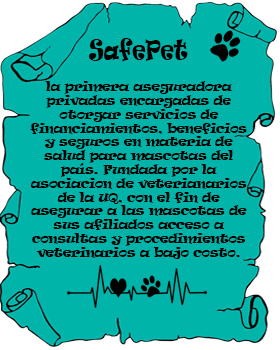 SafePet
la primera aseguradora
privadas encargadas de
otorgar servicios de
financiamientos, beneficios
y seguros en materia de
salud para mascotas del
país. Fundada por la
asociacion de veterianarios
de la UQ, con el fin de
asegurar a las mascotas de
sus afiliados acceso a
consultas y procedimientos
veterinarios a bajo costo.